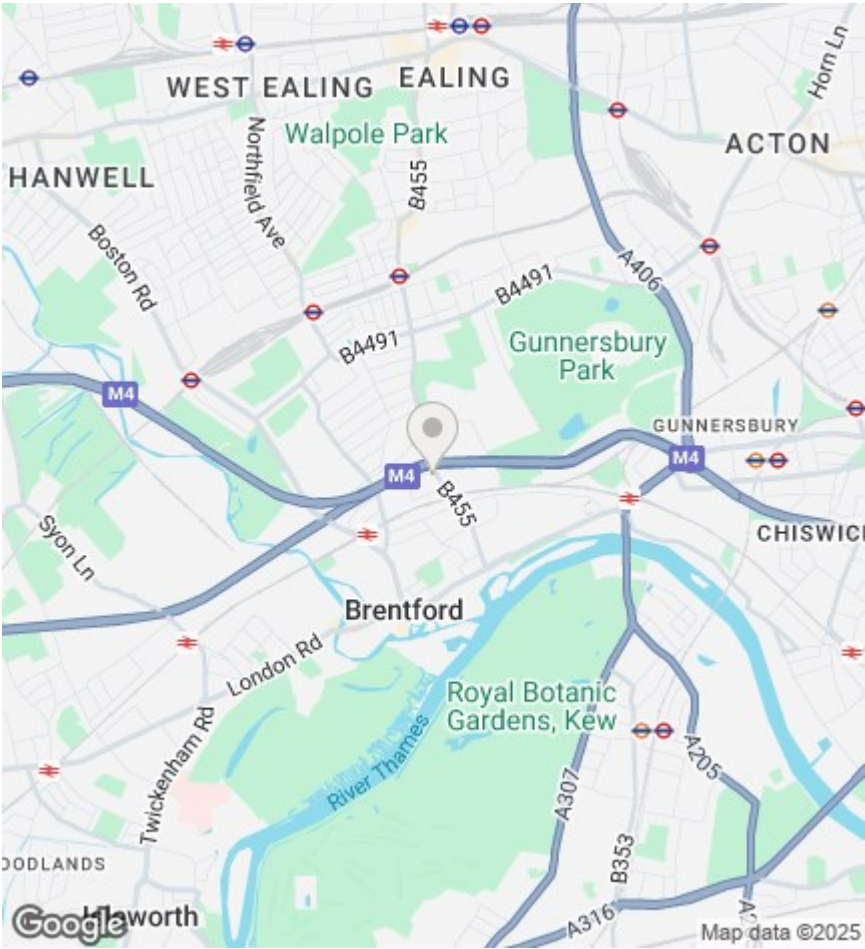 WEST EALING
EALING
Horn Ln
Walpole Park
ACTON
HANWELL
Northfield Ave
B455
Boston Rd
A406
B4491
B4491
Gunnersbury
Park
M4
GUNNERSBURY
M4
M4
B455
CHISWICK
Syon Ln
Brentford
London Rd
Royal Botanic
Gardens, Kew
River Thames
Twickenham Rd
A205
A307
B353
OODLANDS
A316
Google
Map data ©2025